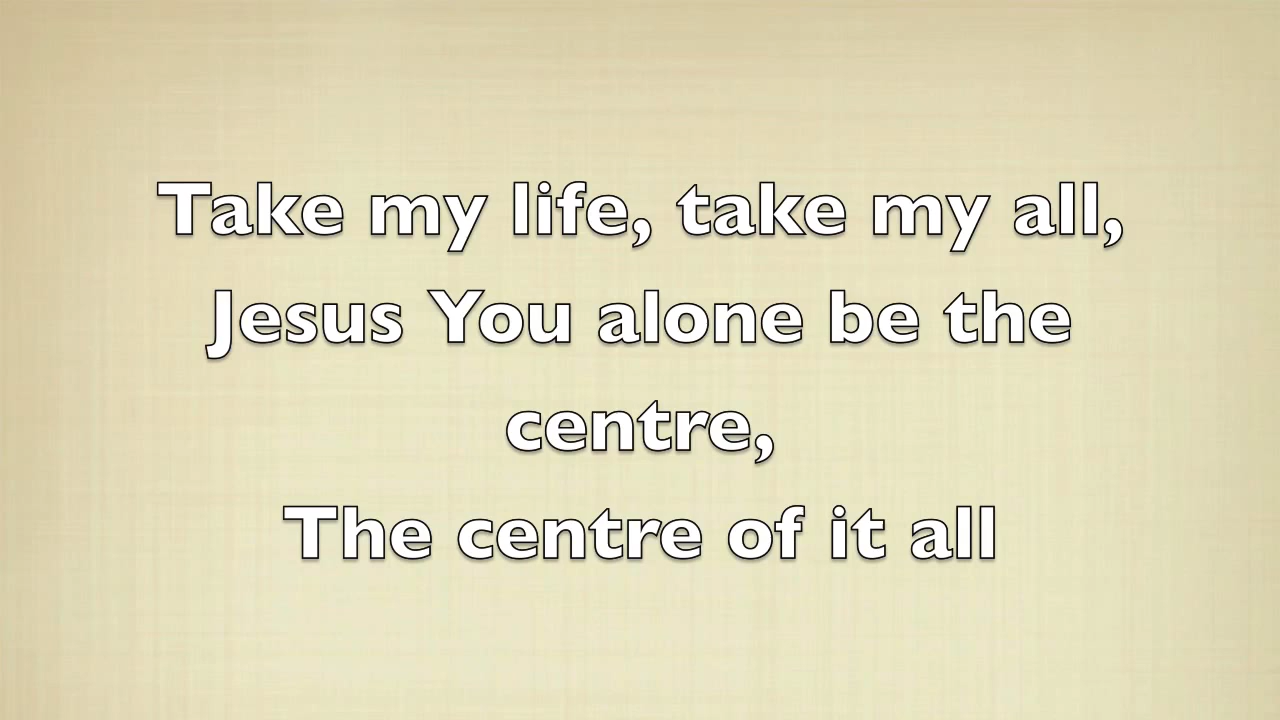 Take my life, take my all,
Jesus You alone be the
centre,
The centre of it all